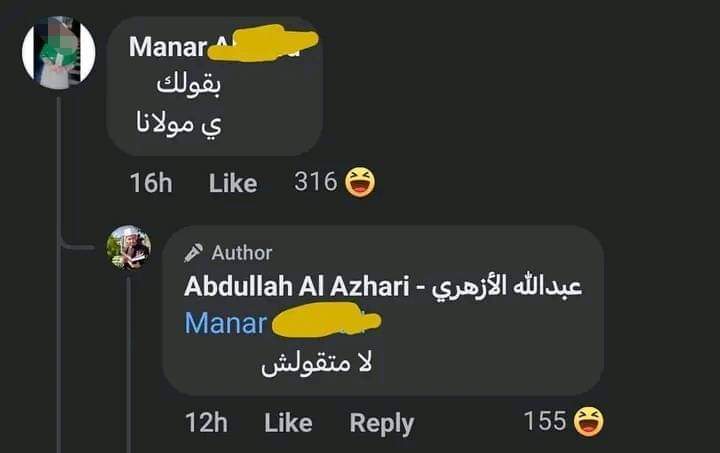 Manar
بقولك
ي مولانا
16h Like 316
Author
Abdullah Al Azhari - عبدالله الأزهري
Manar
لا متقولش
12h Like Reply 155